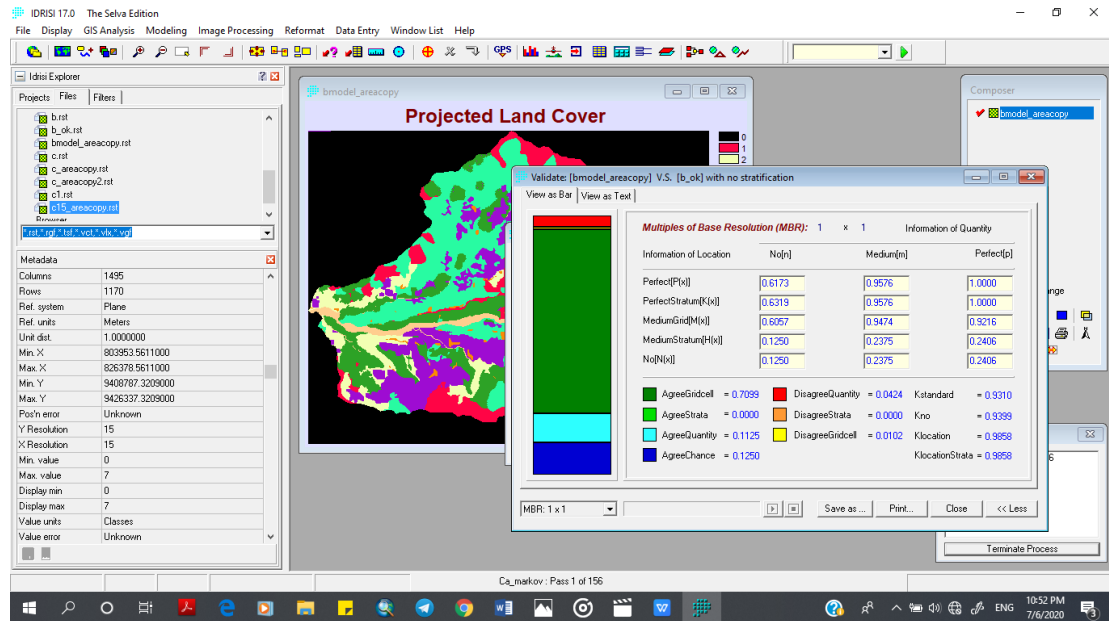 IDRISI 17.0 The Selva Edition
File Display GIS Analysis Modeling Image Processing Reformat Data Entry Window List Help
GPS
Idrisi Explorer
Projects Files Filters
b.rst
b_ok.rst
bmodel_areacopy.rst
c.rst
c_areacopy.rst
c_areacopy2.rst
c1.rst
c15_areacopy.rst
Browser
*.rst,*.rgf,*.tsf,*.vct,*.vlx,*.vgf
Metadata
Columns 1495
Rows 1170
Ref. system Plane
Ref. units Meters
Unit dist. 1.0000000
Min. X 803953.5611000
Max. X 826378.5611000
Min. Y 9408787.3209000
Max. Y 9426337.3209000
Pos'n error Unknown
Y Resolution 15
X Resolution 15
Min. value 0
Max. value 7
Display min 0
Display max 7
Value units Classes
Value error Unknown
bmodel_areacopy
Projected Land Cover
0
1
2
Composer
bmodel_areacopy
Validate: [bmodel_areacopy] V.S. [b_ok] with no stratification
View as Bar View as Text
Multiples of Base Resolution (MBR): 1 x 1 Information of Quantity
Information of Location No[n] Medium[m] Perfect[p]
Perfect[P(x)] 0.6173 0.9576 1.0000
PerfectStratum[K(x)] 0.6319 0.9576 1.0000
MediumGrid[M(x)] 0.6057 0.9474 0.9216
MediumStratum[H(x)] 0.1250 0.2375 0.2406
No[N(x)] 0.1250 0.2375 0.2406
AgreeGridcell = 0.7099 DisagreeQuantity = 0.0424 Kstandard = 0.9310
AgreeStrata = 0.0000 DisagreeStrata = 0.0000 Kno = 0.9399
AgreeQuantity = 0.1125 DisagreeGridcell = 0.0102 Klocation = 0.9858
AgreeChance = 0.1250 KlocationStrata = 0.9858
MBR: 1 x 1 Save as ... Print... Close << Less
nge
6
Terminate Process
Ca_markov : Pass 1 of 156
ENG
10:52 PM
7/6/2020
3